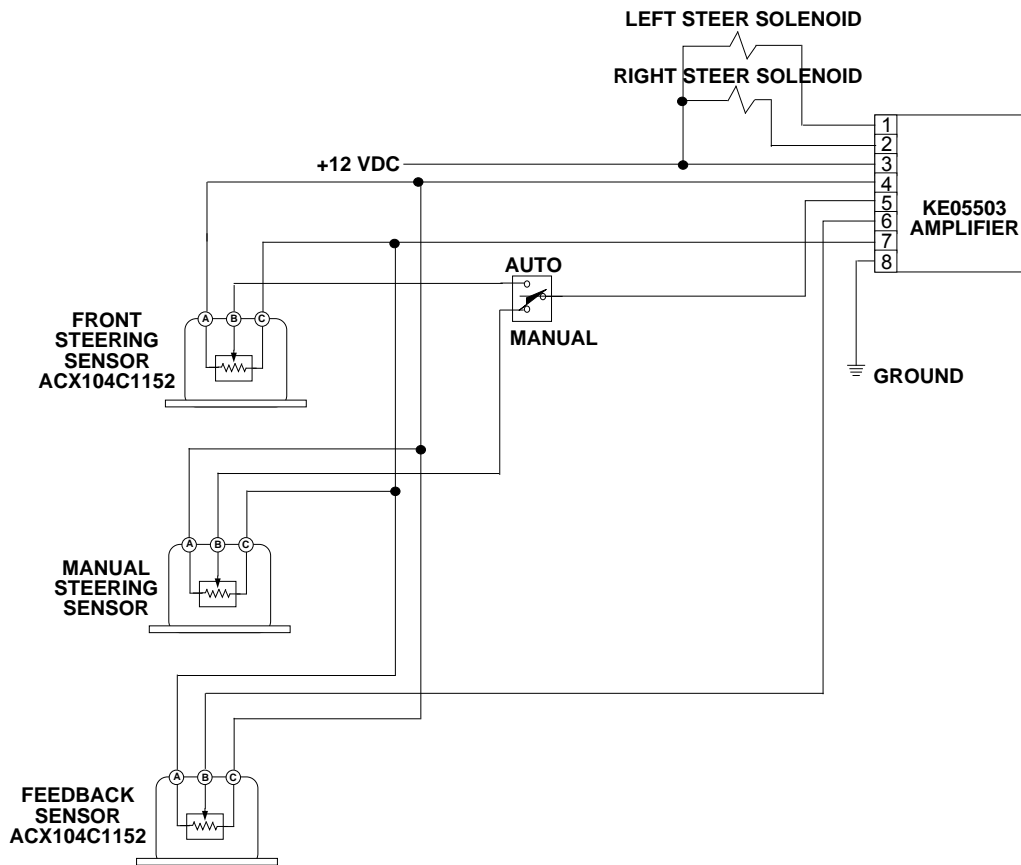 LEFT STEER SOLENOID
RIGHT STEER SOLENOID
+12 VDC
1
2
3
4
5
6
7
8
KE05503
AMPLIFIER
AUTO
MANUAL
GROUND
A B C
FRONT
STEERING
SENSOR
ACX104C1152
A B C
MANUAL
STEERING
SENSOR
A B C
FEEDBACK
SENSOR
ACX104C1152